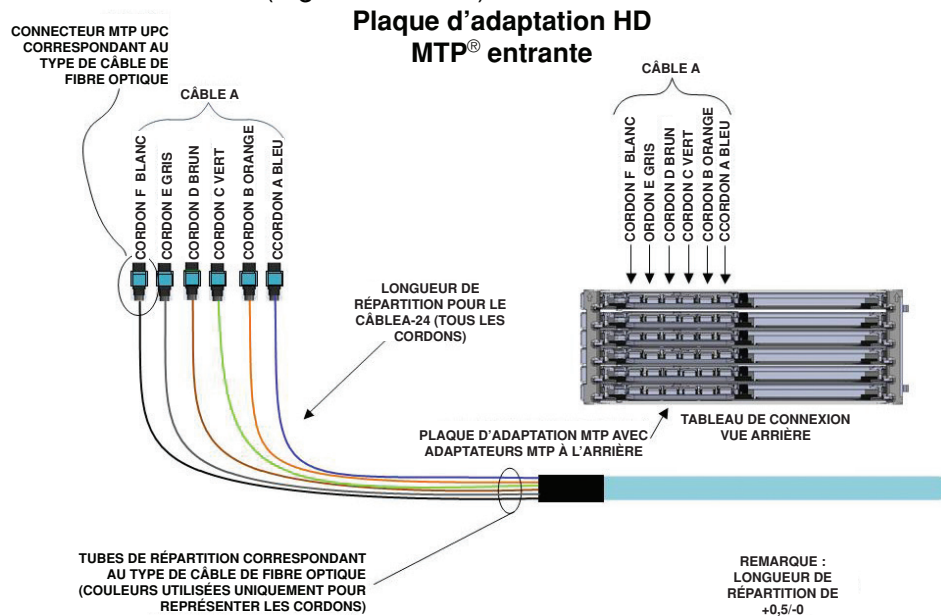 Plaque d'adaptation HD
MTP® entrante
CONNECTEUR MTP UPC
CORRESPONDANT AU
TYPE DE CÂBLE DE
FIBRE OPTIQUE
CÂBLE A
CORDON F BLANC
CORDON E GRIS
CORDON D BRUN
CORDON C VERT
CORDON B ORANGE
CCORDON A BLEU
CÂBLE A
CORDON F BLANC
ORDON E GRIS
CORDON D BRUN
CORDON C VERT
CORDON B ORANGE
CCORDON A BLEU
LONGUEUR DE
RÉPARTITION POUR LE
CÂBLEA-24 (TOUS LES
CORDONS)
PLAQUE D'ADAPTATION MTP AVEC
ADAPTATEURS MTP À L'ARRIÈRE
TABLEAU DE CONNEXION
VUE ARRIÈRE
TUBES DE RÉPARTITION CORRESPONDANT
AU TYPE DE CÂBLE DE FIBRE OPTIQUE
(COULEURS UTILISÉES UNIQUEMENT POUR
REPRÉSENTER LES CORDONS)
REMARQUE :
LONGUEUR DE
RÉPARTITION DE
+0,5/-0